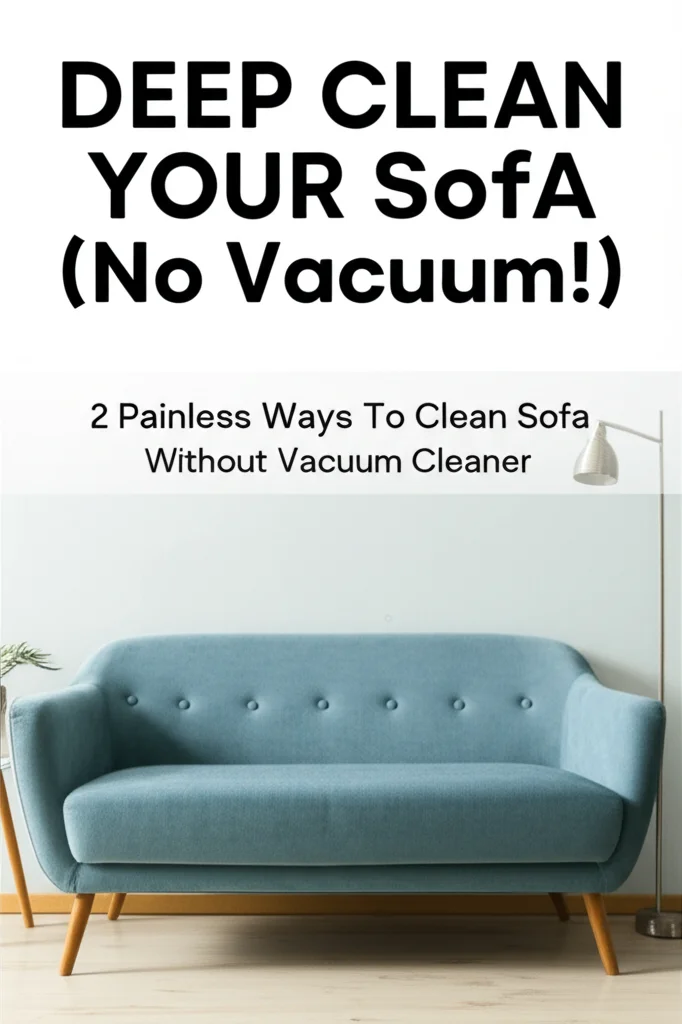 DEEP CLEAN
YOUR SofA
(No Vacuum!)
2 Painless Ways To Clean Sofa
Without Vacuum Cleaner